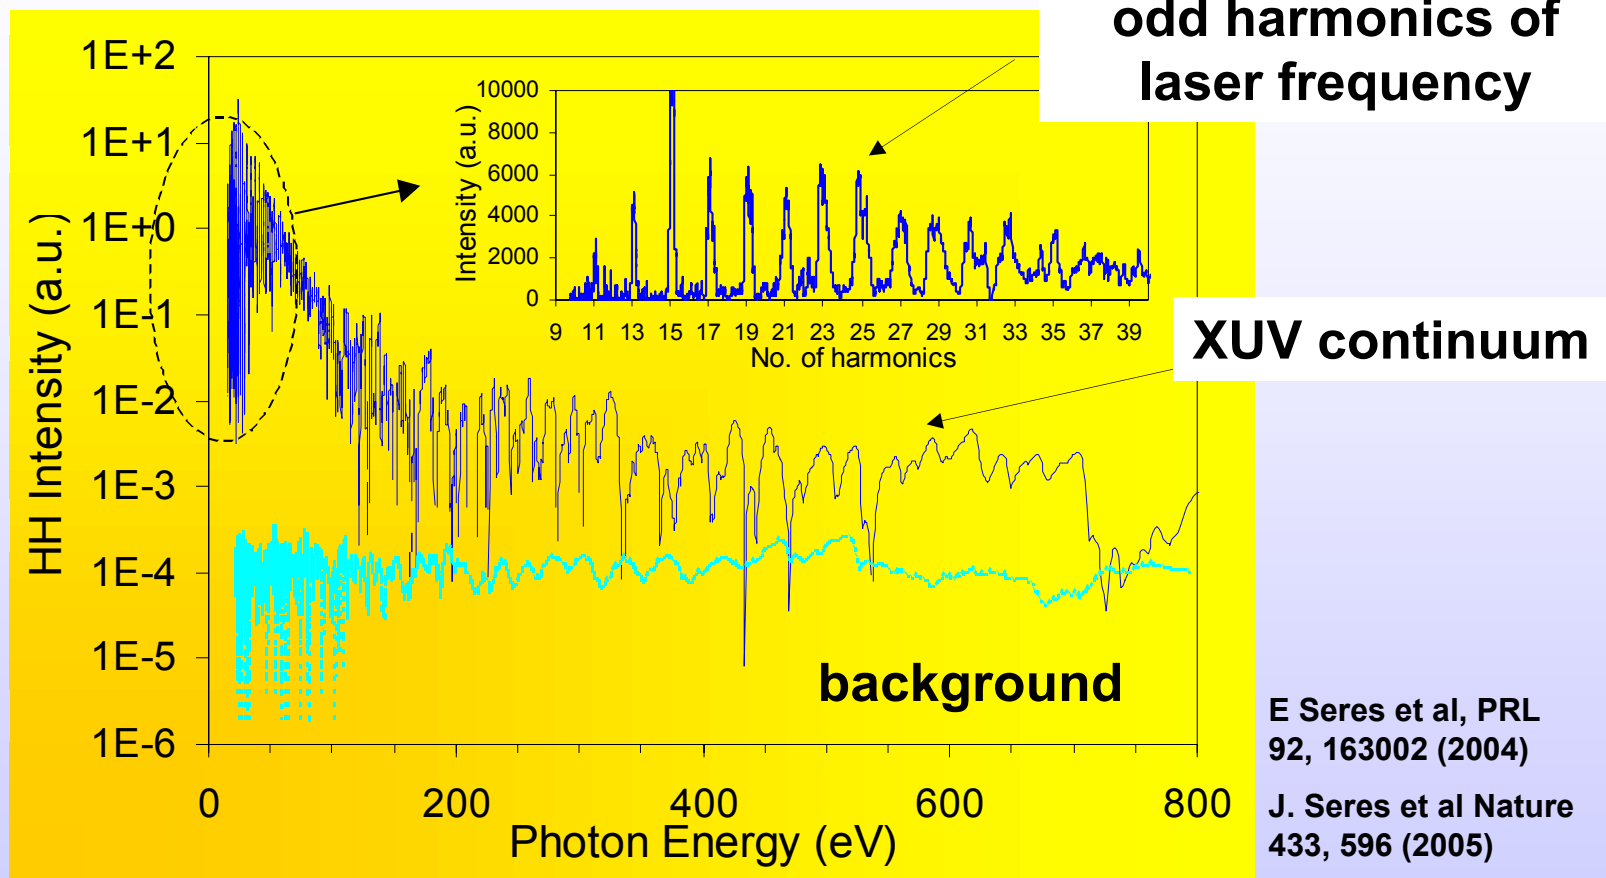 odd harmonics of
laser frequency
1E+2
1E+1
1E+0
1E-1
1E-2
1E-3
1E-4
1E-5
1E-6
HH Intensity (a.u.)
0 200 400 600 800
Photon Energy (eV)
10000
8000
6000
4000
2000
0
Intensity (a.u.)
9 11 13 15 17 19 21 23 25 27 29 31 33 35 37 39
No. of harmonics
XUV continuum
background
E Seres et al, PRL
92, 163002 (2004)
J. Seres et al Nature
433, 596 (2005)